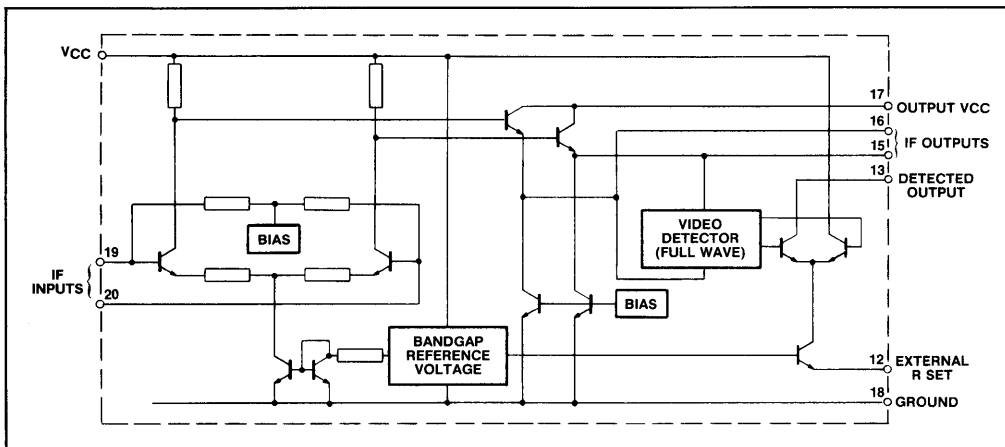 VCC
17
OUTPUT VCC
16
IF OUTPUTS
15
13
DETECTED
OUTPUT
VIDEO
DETECTOR
(FULL WAVE)
BIAS
19
IF
INPUTS
20
BIAS
BANDGAP
REFERENCE
VOLTAGE
12
EXTERNAL
R SET
18
GROUND